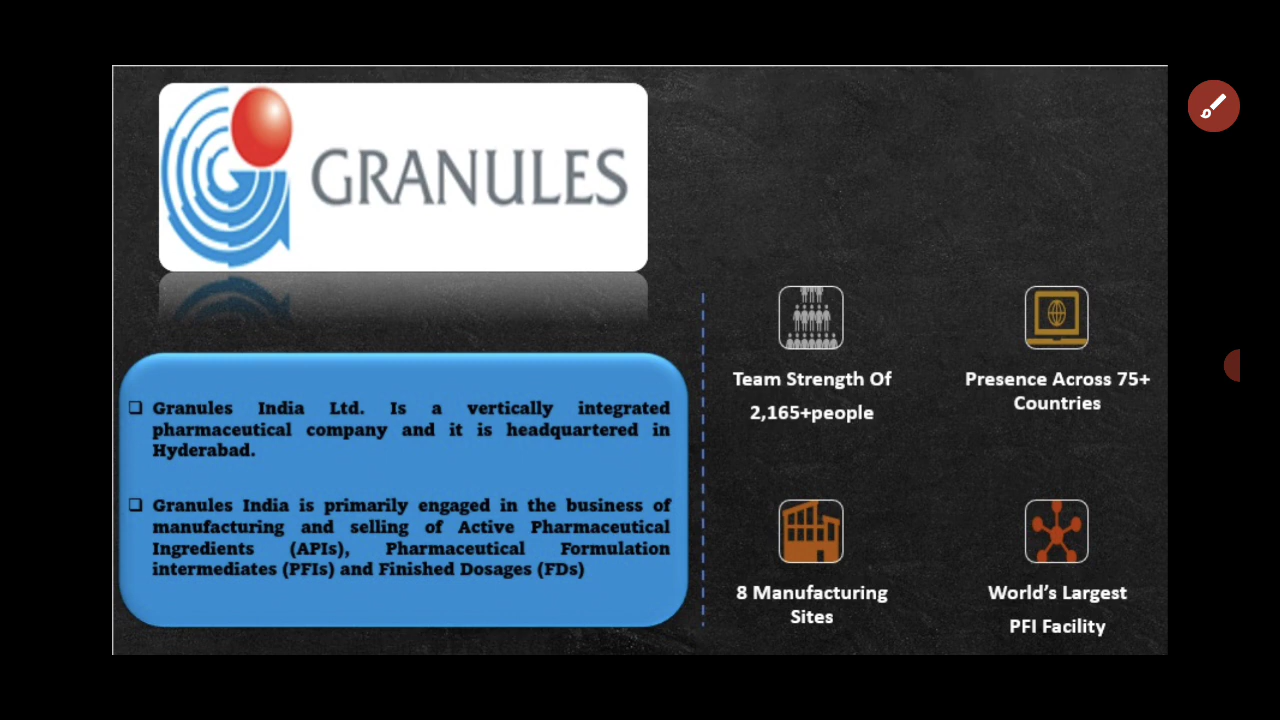 GRANULES
❑ Granules India Ltd. Is a vertically integrated
pharmaceutical company and it is headquartered in
Hyderabad.
❑ Granules India is primarily engaged in the business of
manufacturing and selling of Active Pharmaceutical
Ingredients (APIs), Pharmaceutical Formulation
intermediates (PFIs) and Finished Dosages (FDs)
Team Strength Of
2,165+people
Presence Across 75+
Countries
8 Manufacturing
Sites
World’s Largest
PFI Facility